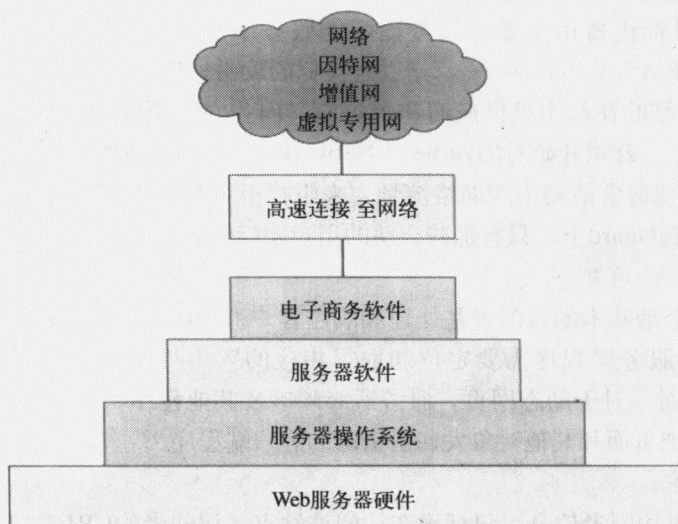 网络
因特网
增值网
虚拟专用网
高速连接 至网络
电子商务软件
服务器软件
服务器操作系统
Web服务器硬件